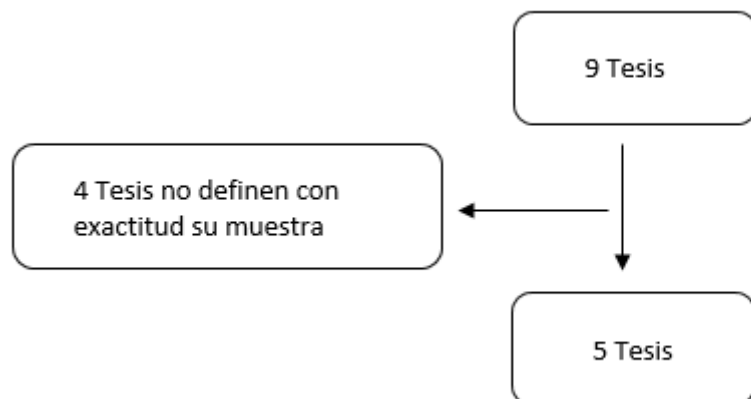 9 Tesis
4 Tesis no definen con
exactitud su muestra
5 Tesis